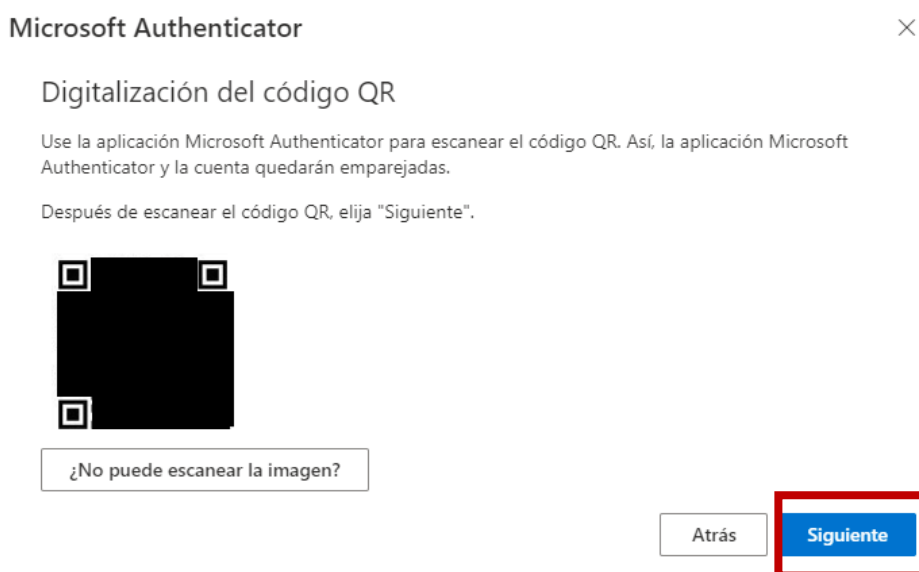 Microsoft Authenticator
Digitalización del código QR
Use la aplicación Microsoft Authenticator para escanear el código QR. Así, la aplicación Microsoft
Authenticator y la cuenta quedarán emparejadas.
Después de escanear el código QR, elija "Siguiente".
¿No puede escanear la imagen?
Atrás
Siguiente